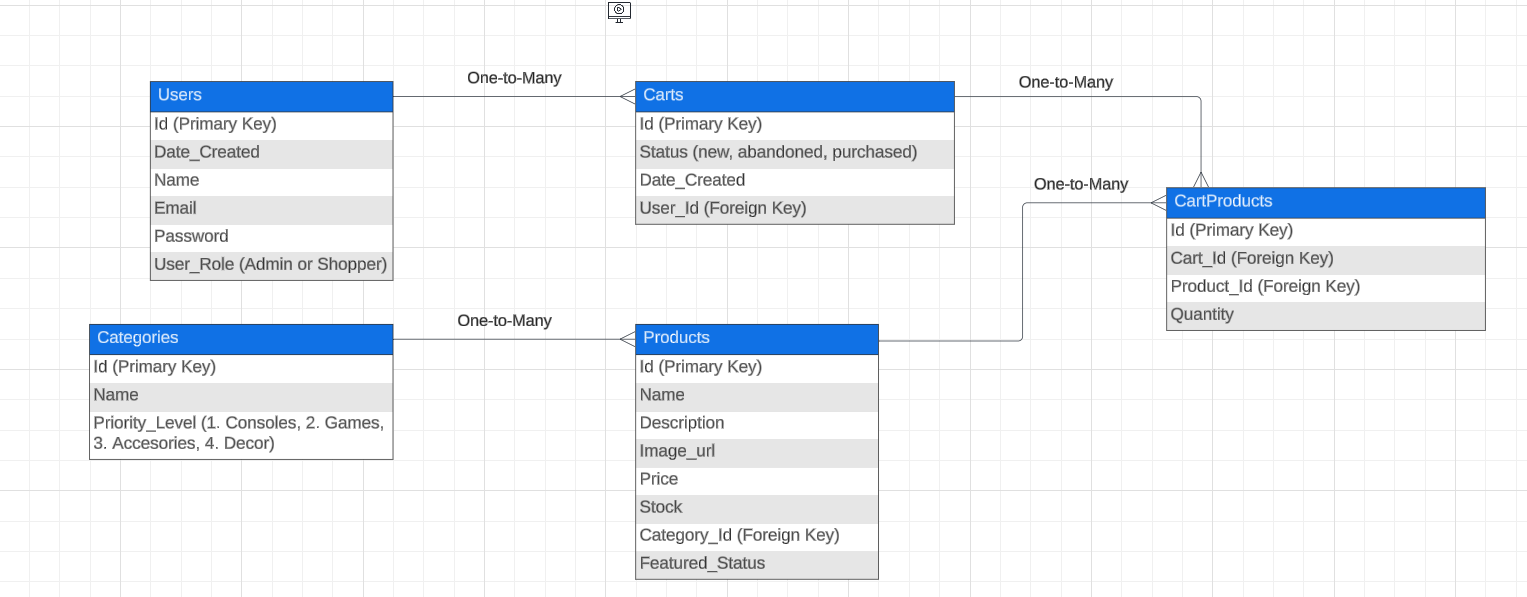 One-to-Many
Users
Id (Primary Key)
Date_Created
Name
Email
Password
User_Role (Admin or Shopper)
Carts
Id (Primary Key)
Status (new, abandoned, purchased)
Date_Created
User_Id (Foreign Key)
One-to-Many
One-to-Many
CartProducts
Id (Primary Key)
Cart_Id (Foreign Key)
Product_Id (Foreign Key)
Quantity
Categories
Id (Primary Key)
Name
Priority_Level (1. Consoles, 2. Games,
3. Accesories, 4. Decor)
One-to-Many
Products
Id (Primary Key)
Name
Description
Image_url
Price
Stock
Category_Id (Foreign Key)
Featured_Status